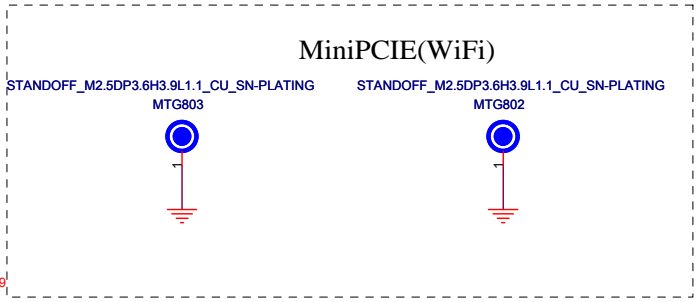 MiniPCIE(WiFi)
STANDOFF_M2.5DP3.6H3.9L1.1_CU_SN-PLATING
MTG803
1
STANDOFF_M2.5DP3.6H3.9L1.1_CU_SN-PLATING
MTG802
1
9